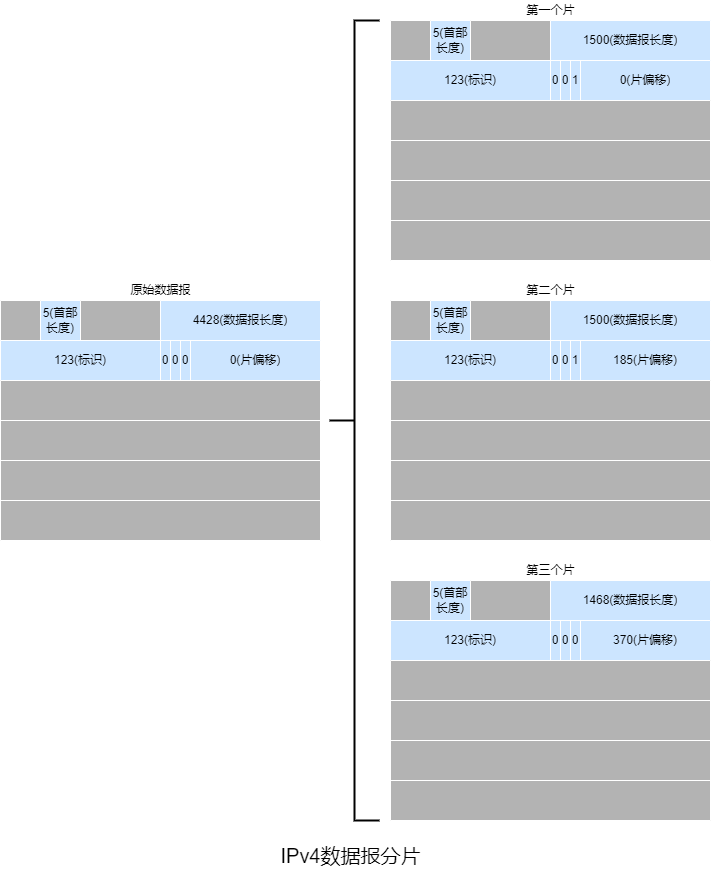 第一个片
5(首部
长度)
1500(数据报长度)
123(标识)
0 0 1
0(片偏移)
原始数据报
5(首部
长度)
4428(数据报长度)
123(标识)
0 0 0
0(片偏移)
第二个片
5(首部
长度)
1500(数据报长度)
123(标识)
0 0 1
185(片偏移)
第三个片
5(首部
长度)
1468(数据报长度)
123(标识)
0 0 0
370(片偏移)
IPv4数据报分片